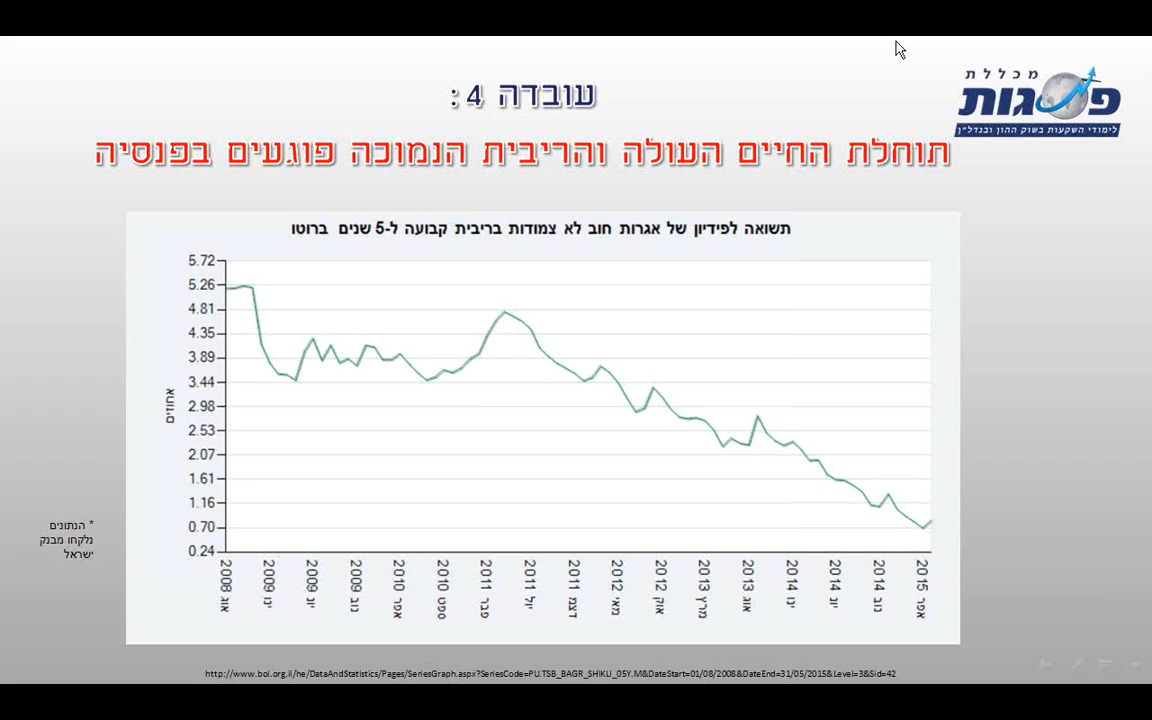 מכללת
פסגות
לימודי השקעות בשוק ההון ובנדל"ן
עובדה 4 :
תוחלת החיים העולה והריבית הנמוכה פוגעים בפנסיה
תשואה לפידיון של אגרות חוב לא צמודות בריבית קבועה ל-5 שנים ברוטו
אחוזים
5.72
5.26
4.81
4.35
3.89
3.44
2.98
2.53
2.07
1.61
1.16
0.70
0.24
אוג 2008
ינו 2009
יונ 2009
נוב 2009
אפר 2010
ספט 2010
פבר 2011
יול 2011
דצמ 2011
מאי 2012
אוק 2012
מרץ 2013
אוג 2013
ינו 2014
יונ 2014
נוב 2014
אפר 2015
* הנתונים
נלקחו מבנק
ישראל
http://www.boi.org.il/he/DataAndStatistics/Pages/SeriesGraph.aspx?SeriesCode=PU.TSB_BAGR_SHIKLI_05Y.M&DateStart=01/08/2008&DateEnd=31/05/2015&Level=3&Sid=42